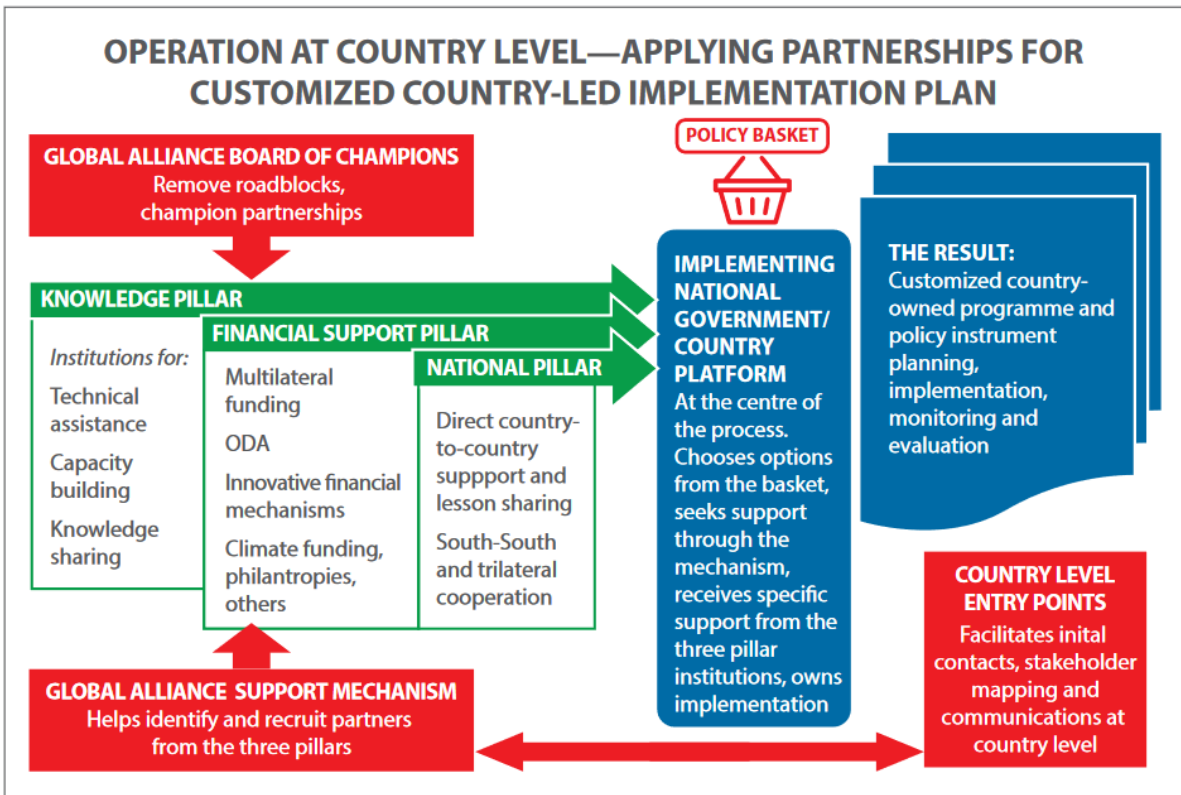 OPERATION AT COUNTRY LEVEL—APPLYING PARTNERSHIPS FOR
CUSTOMIZED COUNTRY-LED IMPLEMENTATION PLAN
GLOBAL ALLIANCE BOARD OF CHAMPIONS
Remove roadblocks,
champion partnerships
KNOWLEDGE PILLAR
Institutions for:
Technical
assistance
Capacity
building
Knowledge
sharing
FINANCIAL SUPPORT PILLAR
Multilateral
funding
ODA
Innovative financial
mechanisms
Climate funding,
philantropies,
others
NATIONAL PILLAR
Direct country-
to-country
suppport and
lesson sharing
South-South
and trilateral
cooperation
GLOBAL ALLIANCE SUPPORT MECHANISM
Helps identify and recruit partners
from the three pillars
POLICY BASKET
IMPLEMENTING
NATIONAL
GOVERNMENT/
COUNTRY
PLATFORM
At the centre of
the process.
Chooses options
from the basket,
seeks support
through the
mechanism,
receives specific
support from the
three pillar
institutions, owns
implementation
THE RESULT:
Customized country-
owned programme and
policy instrument
planning,
implementation,
monitoring and
evaluation
COUNTRY LEVEL
ENTRY POINTS
Facilitates inital
contacts, stakeholder
mapping and
communications at
country level